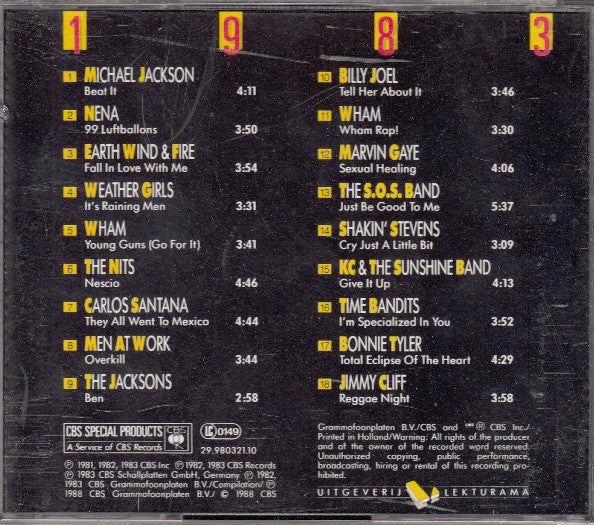 1 9 8 3
1 MICHAEL JACKSON
Beat It 4:11
2 NENA
99 Luftballons 3:50
3 EARTH WIND & FIRE
Fall In Love With Me 3:54
4 WEATHER GIRLS
It's Raining Men 3:31
5 WHAM
Young Guns (Go For It) 3:41
6 THE NITS
Nescio 4:46
7 CARLOS SANTANA
They All Went To Mexico 4:44
8 MEN AT WORK
Overkill 3:44
9 THE JACKSONS
Ben 2:58
10 BILLY JOEL
Tell Her About It 3:46
11 WHAM
Wham Rap! 3:30
12 MARVIN GAYE
Sexual Healing 4:06
13 THE S.O.S. BAND
Just Be Good To Me 5:37
14 SHAKIN' STEVENS
Cry Just A Little Bit 3:09
15 KC & THE SUNSHINE BAND
Give It Up 4:13
16 TIME BANDITS
I'm Specialized In You 3:52
17 BONNIE TYLER
Total Eclipse Of The Heart 4:29
18 JIMMY CLIFF
Reggae Night 3:58
CBS SPECIAL PRODUCTS CBS
A Service of CBS Records
LC 0149
29.980321.10
℗ 1981, 1982, 1983 CBS Inc ℗ 1982, 1983 CBS Records
℗ 1983 CBS Schallplatten GmbH, Germany ℗ 1982,
1983 CBS Grammofoonplaten B.V./Compilation/ ℗
1988 CBS Grammofoonplaten B.V./ © 1988 CBS
Grammofoonplaten B.V./CBS and ® CBS Inc./
Printed in Holland/Warning: All rights of the producer
and of the owner of the recorded word reserved.
Unauthorized copying, public performance,
broadcasting, hiring or rental of this recording pro-
hibited.
UITGEVERIJ LEKTURAMA